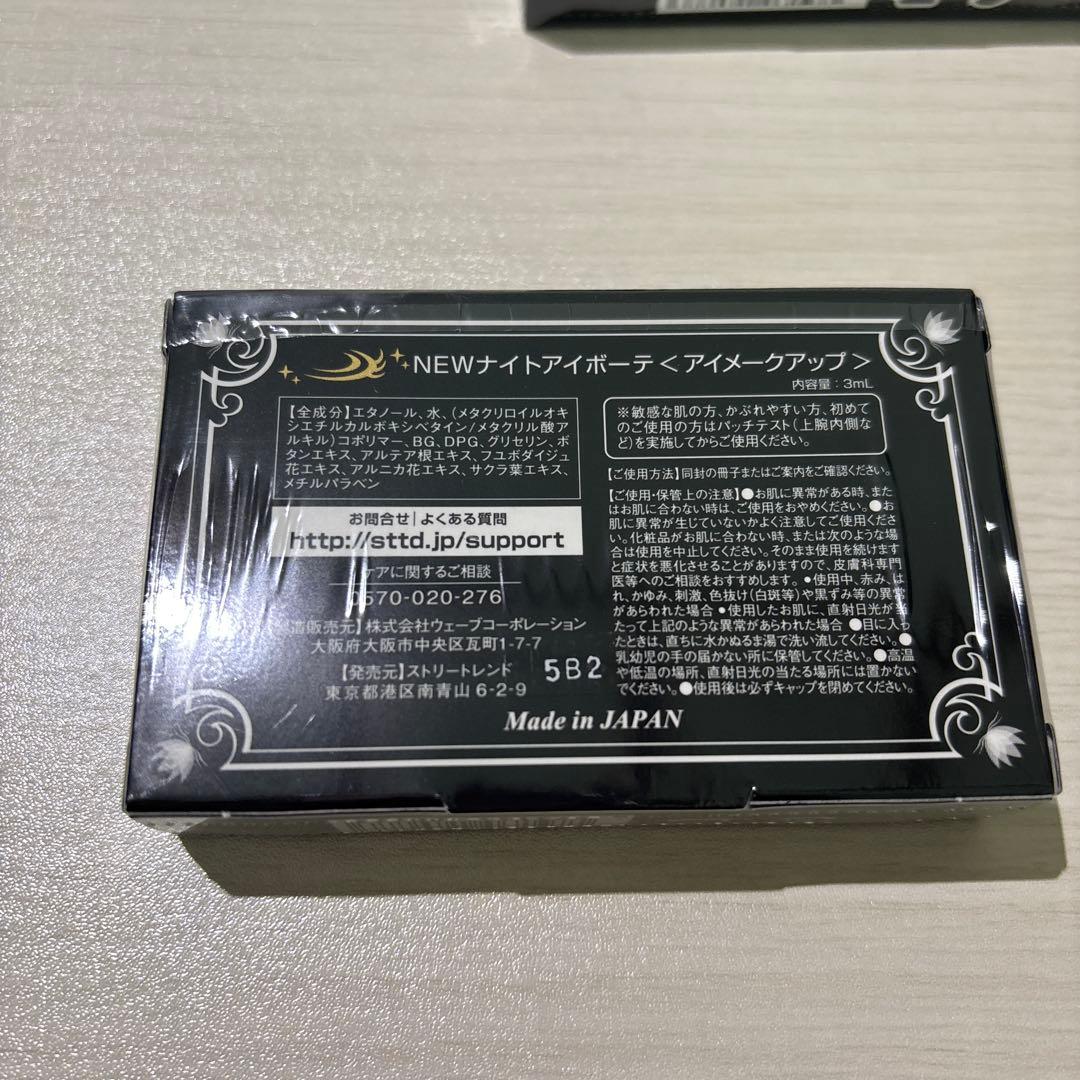 NEWナイトアイボーテ<アイメークアップ>
内容量:3mL
【全成分】エタノール、水、(メタクリロイルオキ
シエチルカルボキシベタイン/メタクリル酸ア
ルキル)コポリマー、BG、DPG、グリセリン、ボ
タンエキス、アルテア根エキス、フユボダイジュ
花エキス、アルニカ花エキス、サクラ葉エキス、
メチルパラベン
お問合せ|よくある質問
http://sttd.jp/support
ケアに関するご相談
0570-020-276
造販売元】株式会社ウェーブコーポレーション
大阪府大阪市中央区瓦町1-7-7
【発売元】ストリートレンド
東京都港区南青山6-2-9
5B2
※敏感な肌の方、かぶれやすい方、初めて
のご使用の方はパッチテスト(上腕内側な
ど)を実施してからご使用ください。
【ご使用方法】同封の冊子またはご案内をご確認ください。
【ご使用・保管上の注意】●お肌に異常がある時、また
はお肌に合わない時は、ご使用をおやめください。●お
肌に異常が生じていないかよく注意してご使用くださ
い。化粧品がお肌に合わない時、または次のような場
合は使用を中止してください。そのまま使用を続けます
と症状を悪化させることがありますので、皮膚科専門
医等へのご相談をおすすめします。●使用中、赤み、は
れ、かゆみ、刺激、色抜け(白斑等)や黒ずみ等の異常
があらわれた場合●使用したお肌に、直射日光が当
たって上記のような異常があらわれた場合●目に入っ
たときは、直ちに水かぬるま湯で洗い流してください。●
乳幼児の手の届かない所に保管してください。●高温
や低温の場所、直射日光の当たる場所には置かない
でください。●使用後は必ずキャップを閉めてください。
Made in JAPAN